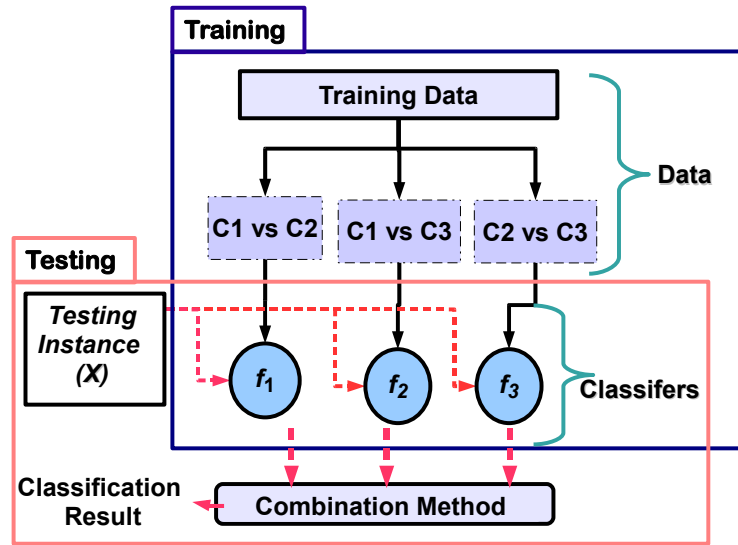 Training
Training Data
Data
C1 vs C2
C1 vs C3
C2 vs C3
Testing
Testing
Instance
(X)
f1
f2
f3
Classifers
Classification
Result
Combination Method